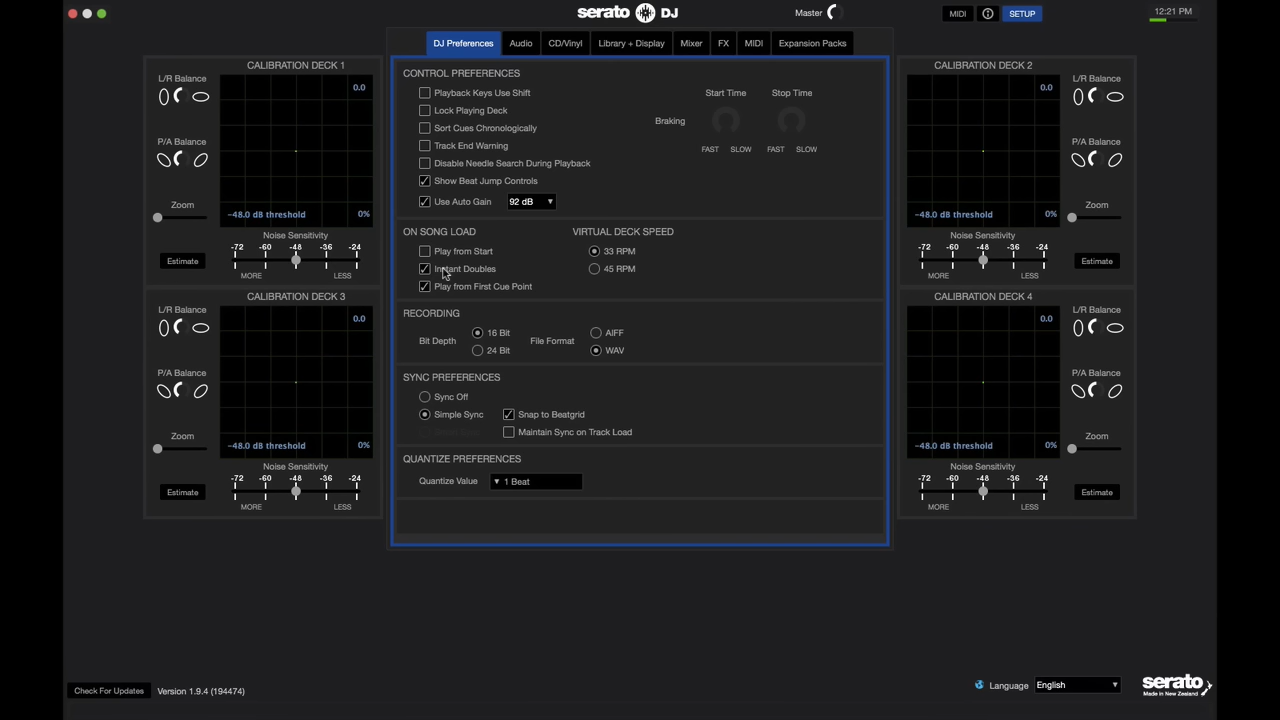 serato DJ
Master
MIDI
SETUP
12:21 PM
DJ Preferences
Audio
CD/Vinyl
Library + Display
Mixer
FX
MIDI
Expansion Packs
CALIBRATION DECK 1
L/R Balance
0.0
P/A Balance
Zoom
-48.0 dB threshold
0%
Noise Sensitivity
-72 -60 -48 -36 -24
Estimate
MORE LESS
CALIBRATION DECK 3
L/R Balance
0.0
P/A Balance
Zoom
-48.0 dB threshold
0%
Noise Sensitivity
-72 -60 -48 -36 -24
Estimate
MORE LESS
CONTROL PREFERENCES
Playback Keys Use Shift
Lock Playing Deck
Sort Cues Chronologically
Track End Warning
Disable Needle Search During Playback
Show Beat Jump Controls
Use Auto Gain 92 dB
Start Time Stop Time
Braking
FAST SLOW FAST SLOW
ON SONG LOAD
Play from Start
Instant Doubles
Play from First Cue Point
VIRTUAL DECK SPEED
33 RPM
45 RPM
RECORDING
Bit Depth
16 Bit
24 Bit
File Format
AIFF
WAV
SYNC PREFERENCES
Sync Off
Simple Sync
Snap to Beatgrid
Maintain Sync on Track Load
QUANTIZE PREFERENCES
Quantize Value 1 Beat
CALIBRATION DECK 2
0.0
L/R Balance
P/A Balance
Zoom
-48.0 dB threshold
0%
Noise Sensitivity
-72 -60 -48 -36 -24
Estimate
MORE LESS
CALIBRATION DECK 4
0.0
L/R Balance
P/A Balance
Zoom
-48.0 dB threshold
0%
Noise Sensitivity
-72 -60 -48 -36 -24
Estimate
MORE LESS
Check For Updates
Version 1.9.4 (194474)
Language English
serato
Made in New Zealand